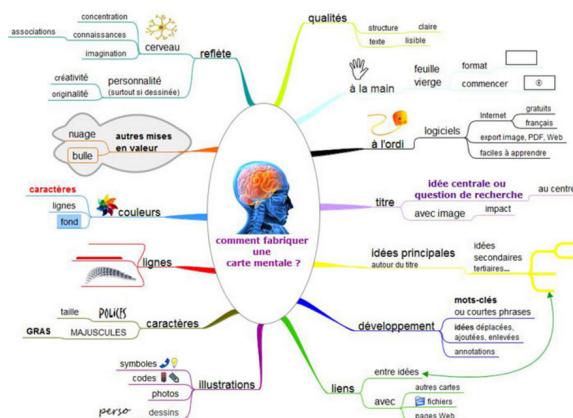 comment fabriquer
une
carte mentale ?
qualités
structure claire
texte lisible
à la main
feuille
vierge
format
commencer
à l'ordi
logiciels
Internet
gratuits
français
export image, PDF, Web
faciles à apprendre
titre
idée centrale ou
question de recherche
au centre
avec image
impact
idées principales
autour du titre
idées
secondaires
tertiaires...
développement
mots-clés
ou courtes phrases
idées déplacées,
ajoutées, enlevées
annotations
liens
entre idées
avec
autres cartes
fichiers
pages Web
illustrations
symboles
codes
photos
dessins
perso
caractères
taille
POLICES
GRAS
MAJUSCULES
lignes
couleurs
caractères
lignes
fond
autres mises
en valeur
nuage
bulle
reflète
cerveau
concentration
connaissances
associations
imagination
personnalité
(surtout si dessinée)
créativité
originalité